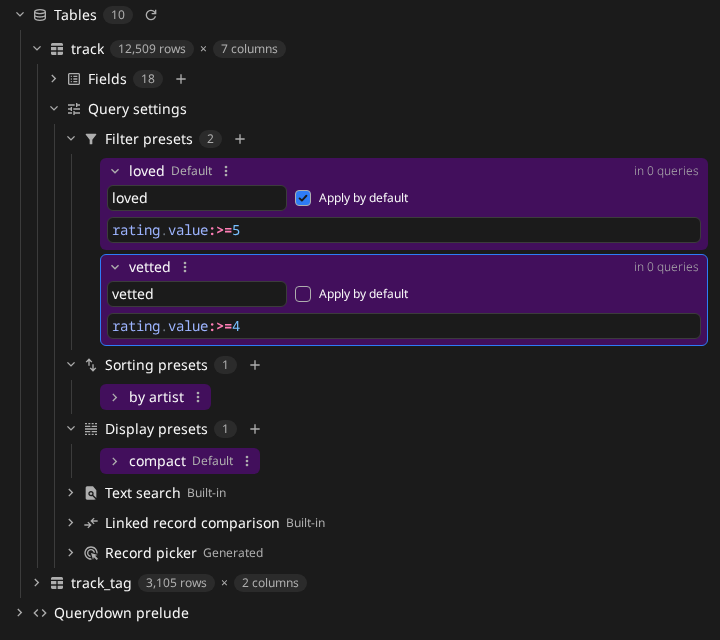 Tables 10
track 12,509 rows × 7 columns
Fields 18 +
Query settings
Filter presets 2 +
loved Default in 0 queries
loved Apply by default
rating.value:>=5
vetted in 0 queries
vetted Apply by default
rating.value:>=4
Sorting presets 1 +
by artist
Display presets 1 +
compact Default
Text search Built-in
Linked record comparison Built-in
Record picker Generated
track_tag 3,105 rows × 2 columns
Querydown prelude